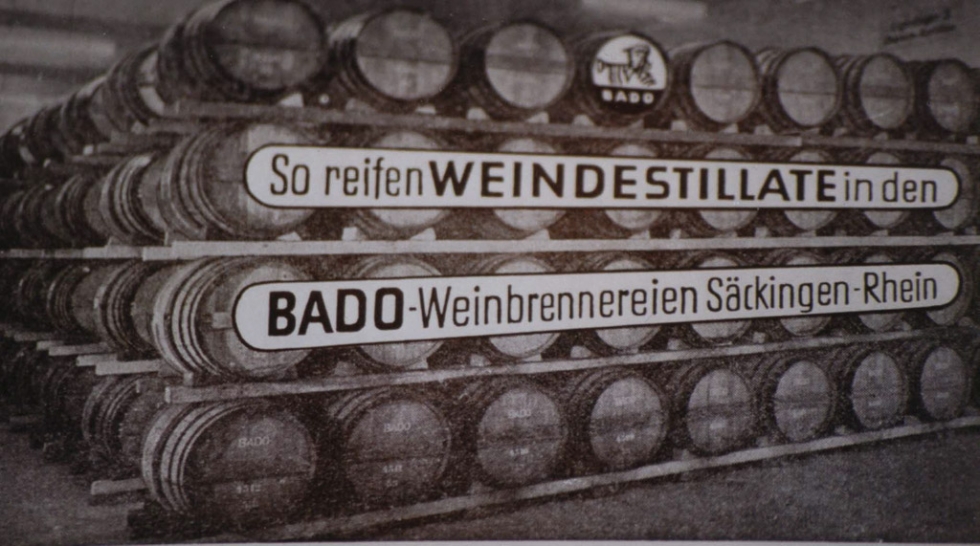 BADO
So reifen WEINDESTILLATE in den
BADO-Weinbrennereien Säckingen-Rhein
BADO
BADO
BADO